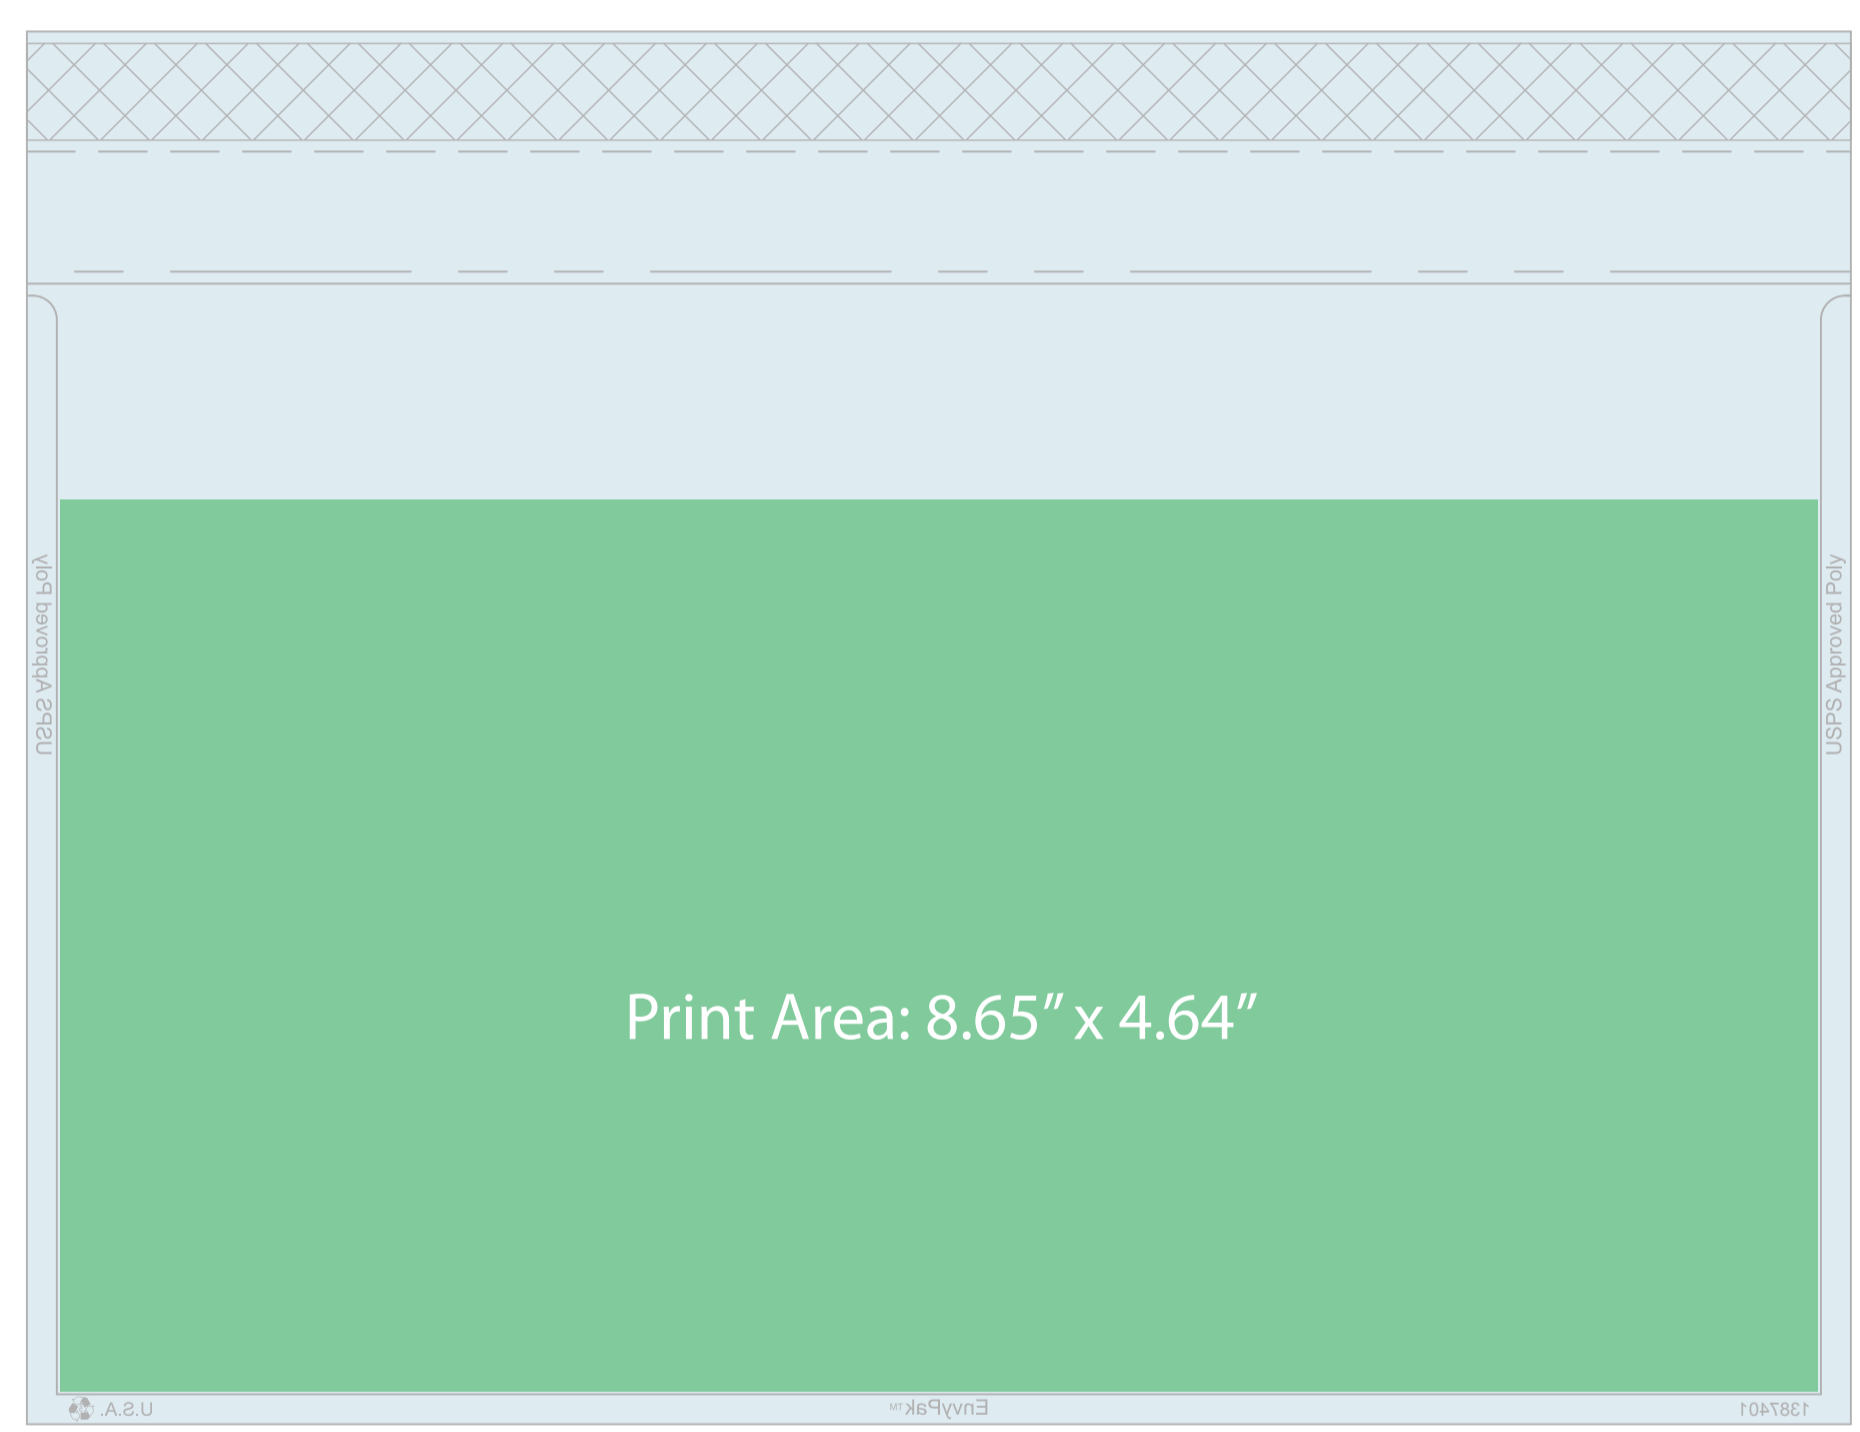 USPS Approved Poly
USPS Approved Poly
Print Area: 8.65” x 4.64”
U.S.A.
EnvyPak™
1387401